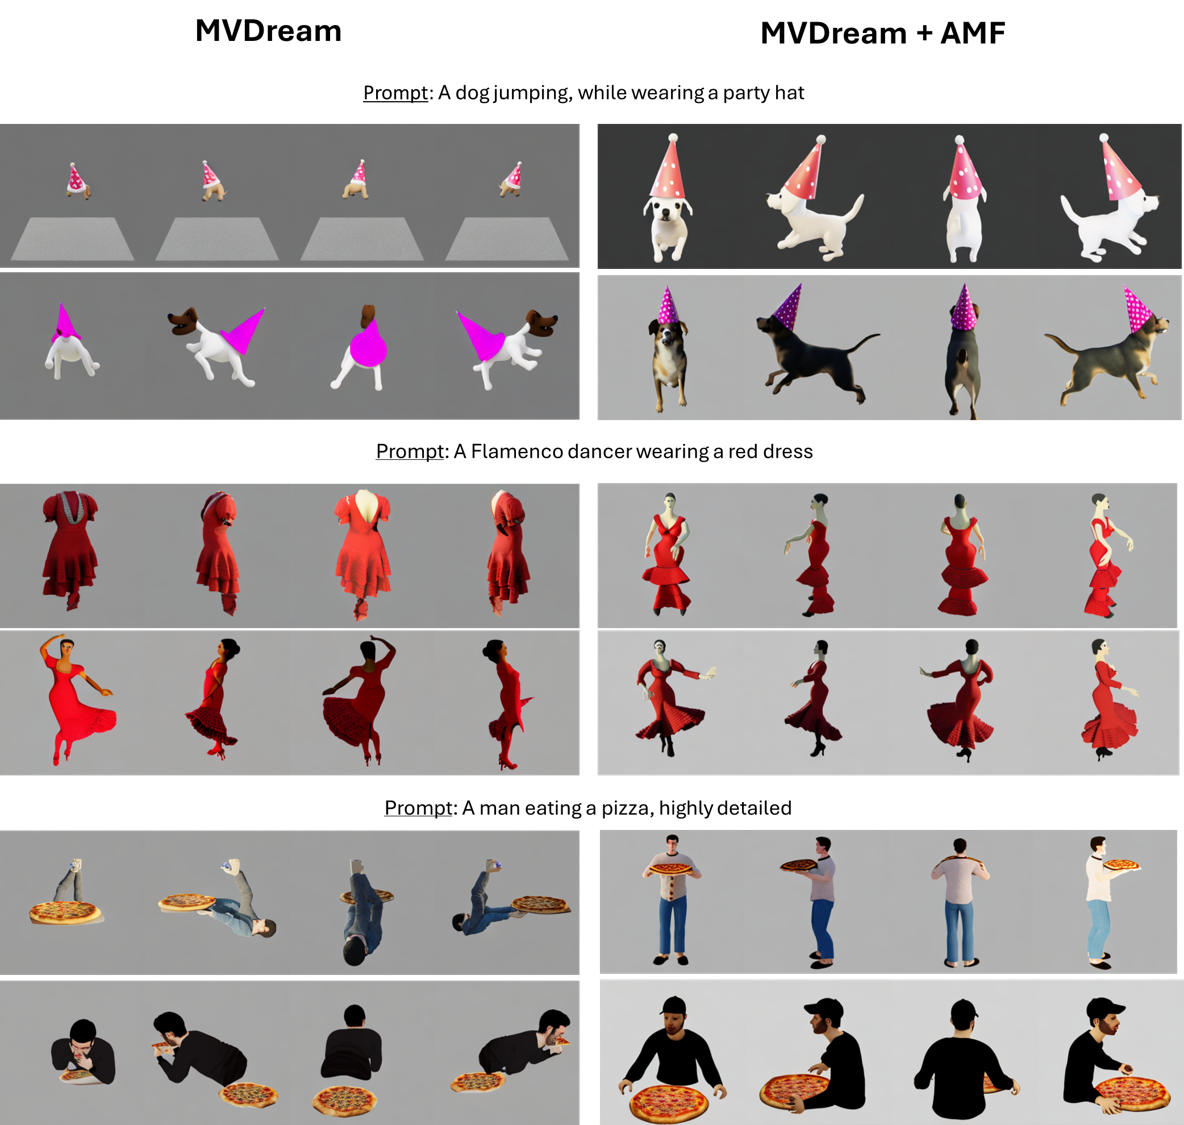 MVDream
MVDream + AMF
Prompt: A dog jumping, while wearing a party hat
Prompt: A Flamenco dancer wearing a red dress
Prompt: A man eating a pizza, highly detailed